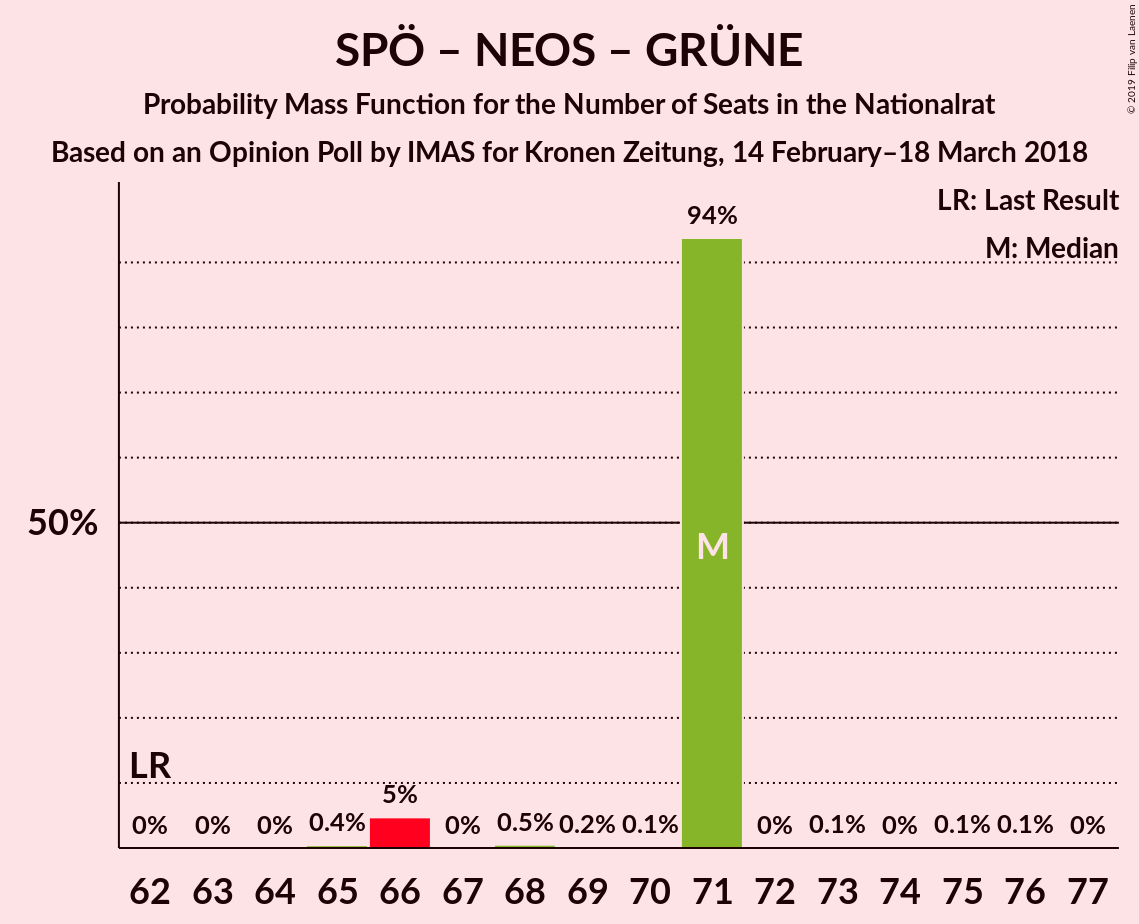 SPÖ – NEOS – GRÜNE
Probability Mass Function for the Number of Seats in the Nationalrat
Based on an Opinion Poll by IMAS for Kronen Zeitung, 14 February–18 March 2018
© 2019 Filip van Laenen
LR: Last Result
M: Median
94%
50%
M
LR
5%
0% 0% 0% 0.4% 0% 0.5% 0.2% 0.1% 0% 0.1% 0% 0.1% 0.1% 0%
62 63 64 65 66 67 68 69 70 71 72 73 74 75 76 77